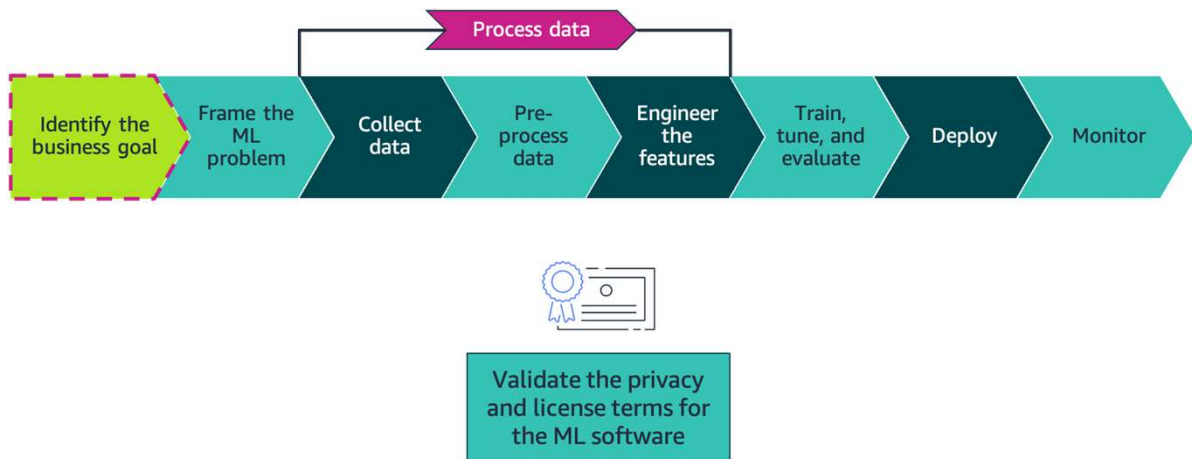 Process data
Identify the
business goal
Frame the
ML
problem
Collect
data
Pre-
process
data
Engineer
the
features
Train,
tune, and
evaluate
Deploy
Monitor
Validate the privacy
and license terms for
the ML software